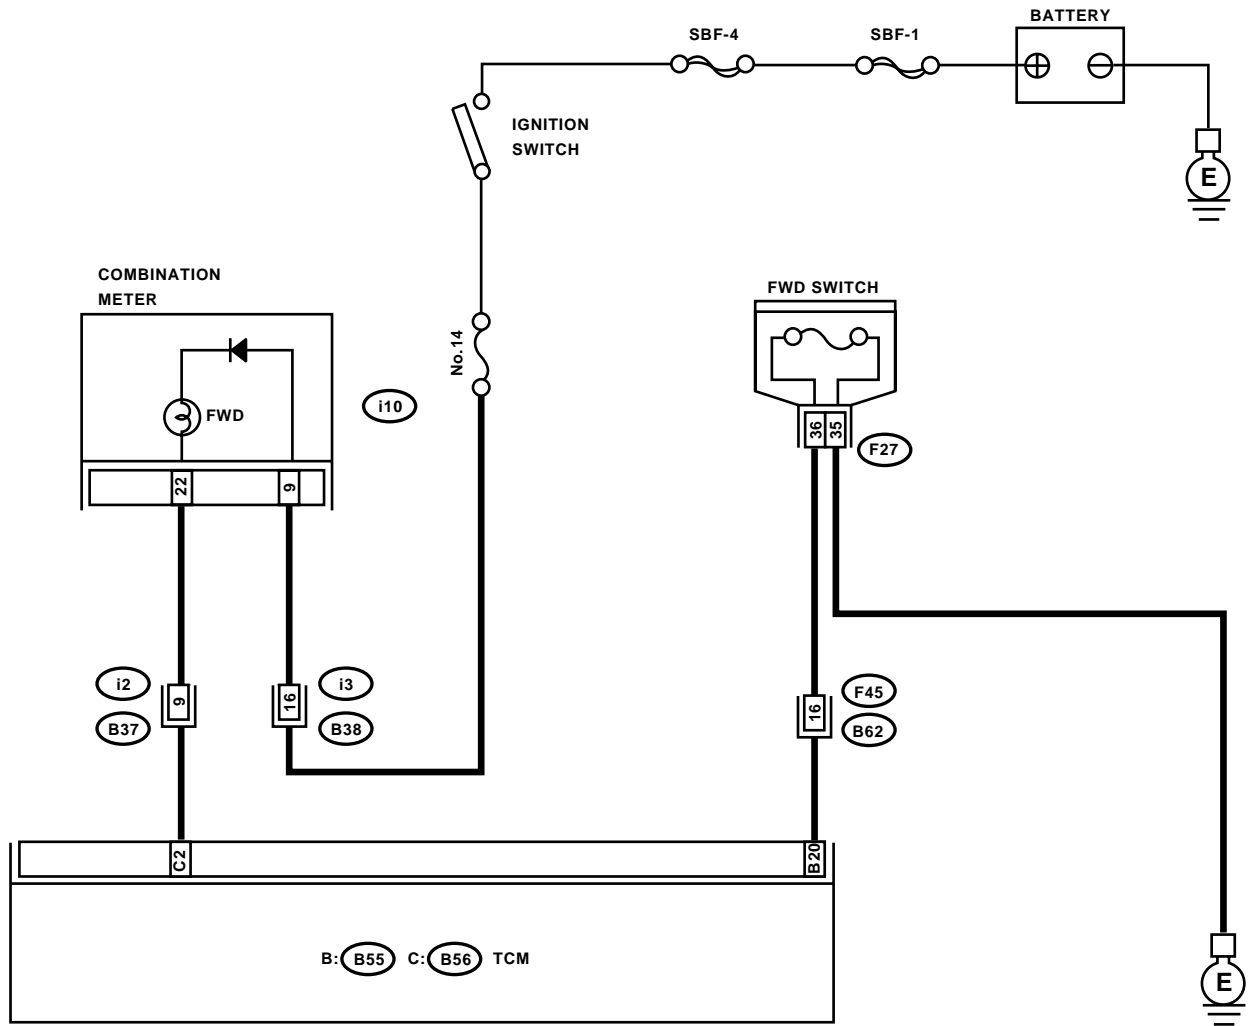 BATTERY
SBF-4
SBF-1
IGNITION
SWITCH
E
COMBINATION
METER
FWD SWITCH
No.14
i10
FWD
36
35
F27
22
9
i2
9
B37
16
i3
B38
F45
16
B62
C2
B20
B: B55 C: B56 TCM
E